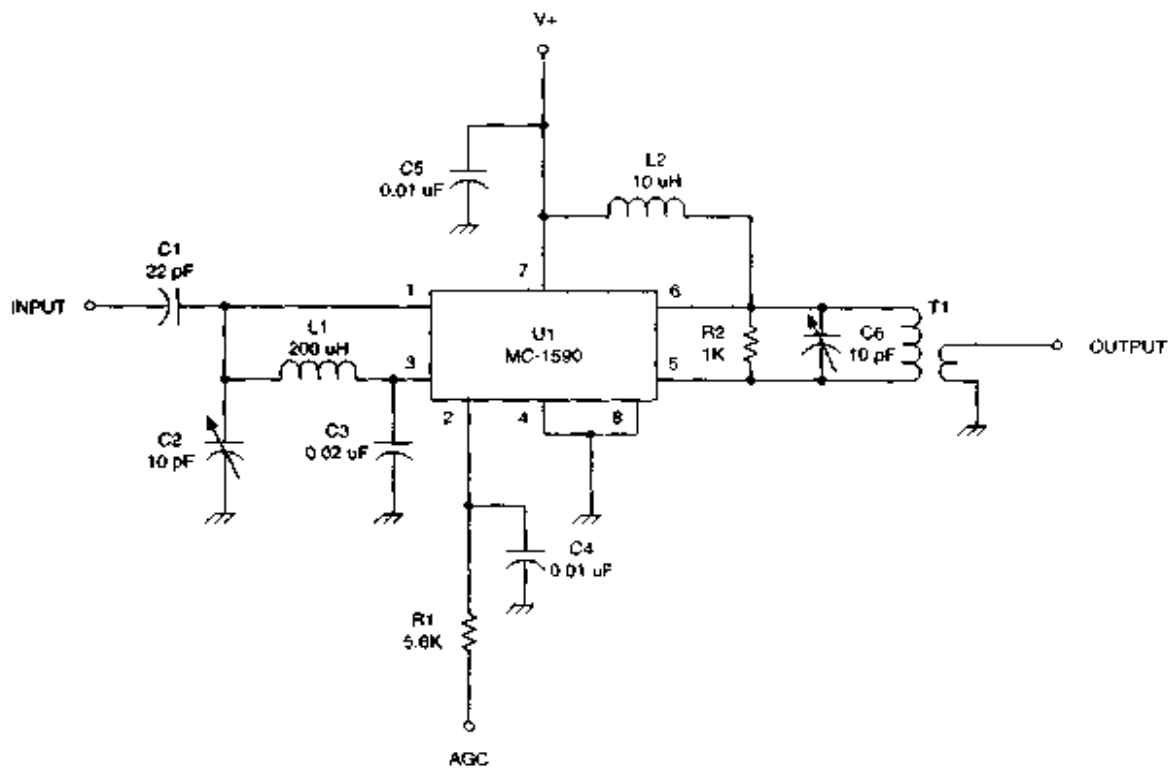 V+
C5
0.01 uF
L2
10 uH
C1
22 pF
INPUT
7
1
6
T1
U1
MC-1590
R2
1K
C6
10 pF
OUTPUT
L1
200 uH
3
5
2
4
8
C2
10 pF
C3
0.02 uF
C4
0.01 uF
R1
5.6K
AGC